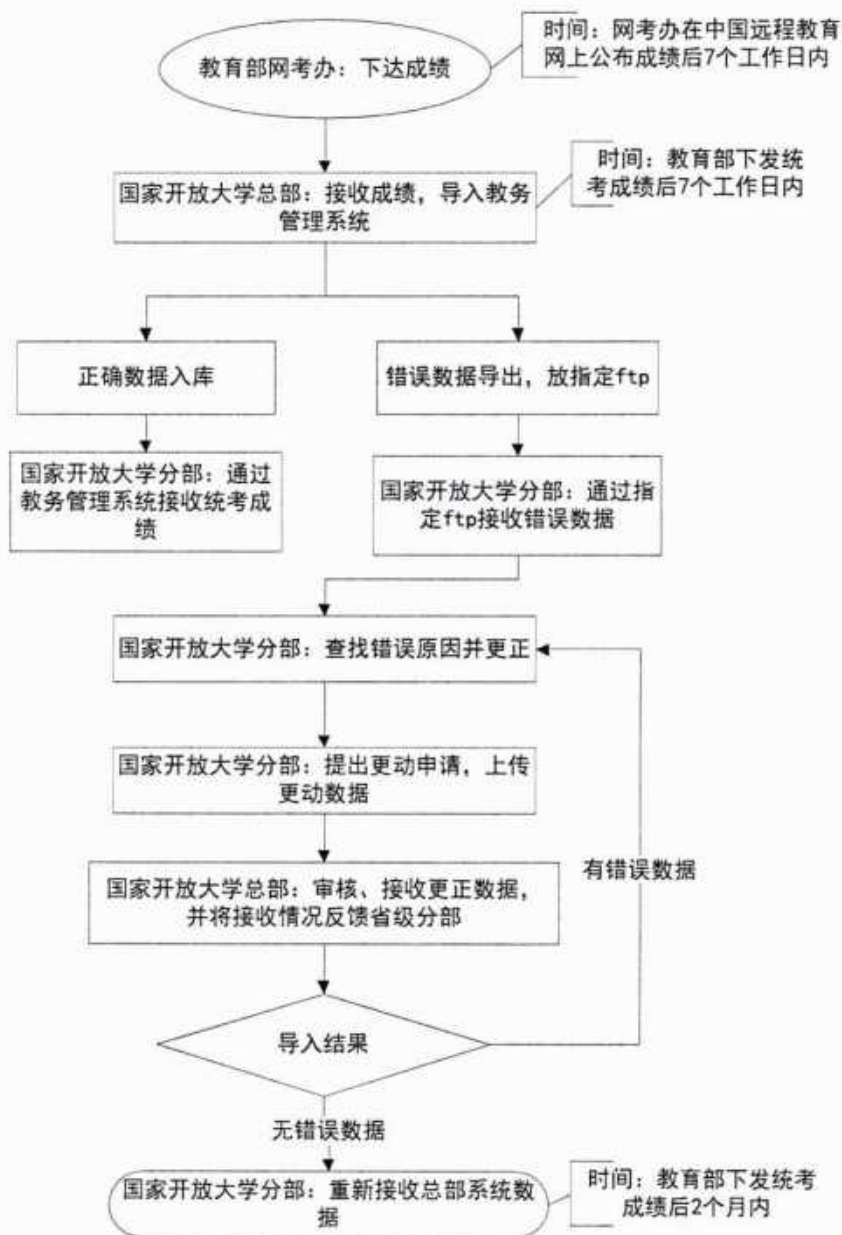 时间：网考办在中国远程教育
网上公布成绩后7个工作日内
教育部网考办：下达成绩
时间：教育部下发统
考成绩后7个工作日内
国家开放大学总部：接收成绩，导入教务
管理系统
正确数据入库
错误数据导出，放指定ftp
国家开放大学分部：通过
教务管理系统接收统考成
绩
国家开放大学分部：通过指
定ftp接收错误数据
国家开放大学分部：查找错误原因并更正
国家开放大学分部：提出更动申请，上传
更动数据
有错误数据
国家开放大学总部：审核、接收更正数据，
并将接收情况反馈省级分部
导入结果
无错误数据
国家开放大学分部：重新接收总部系统数
据
时间：教育部下发统考
成绩后2个月内